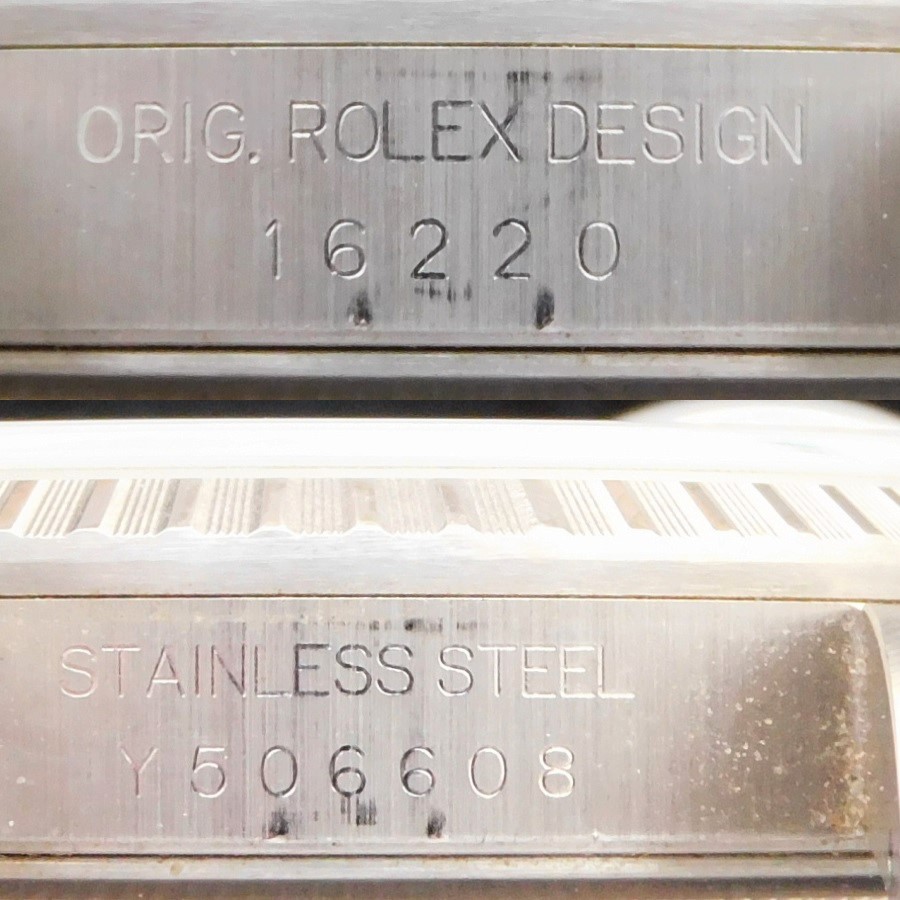 ORIG. ROLEX DESIGN
16220
STAINLESS STEEL
Y506608